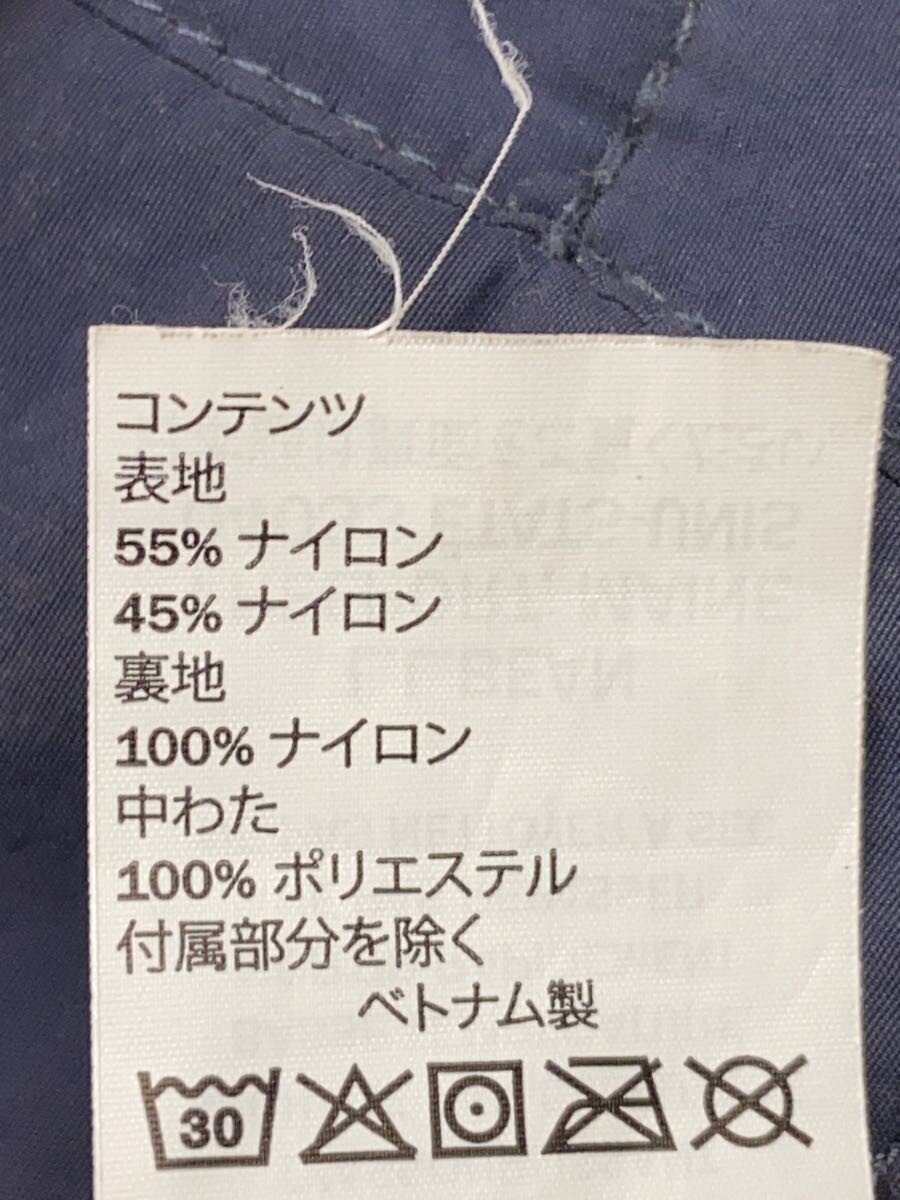 コンテンツ
表地
55% ナイロン
45% ナイロン
裏地
100% ナイロン
中わた
100% ポリエステル
付属部分を除く
ベトナム製
30